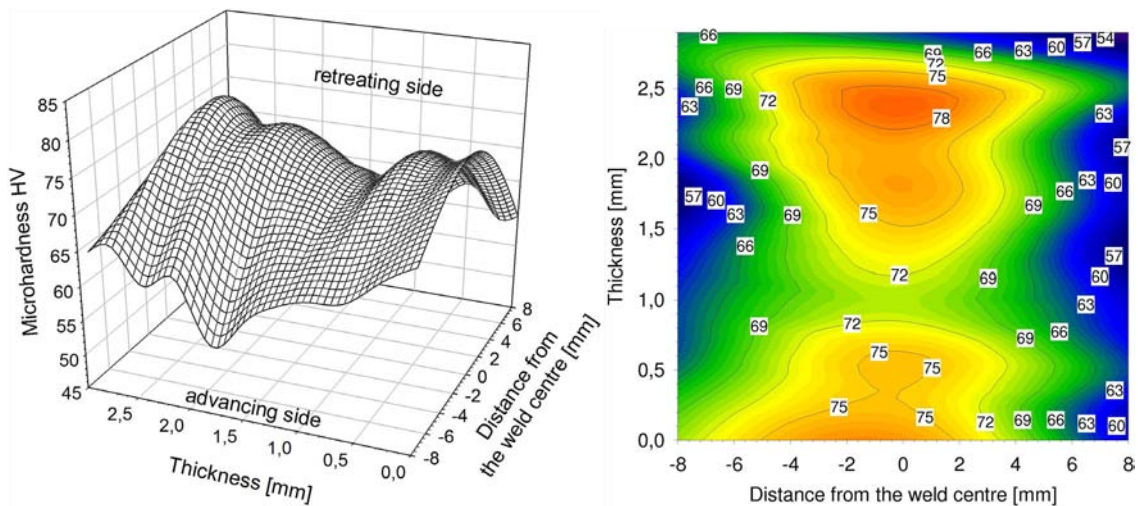 85
80
75
70
65
60
55
50
45
Microhardness HV
retreating side
advancing side
2,5
2,0
1,5
1,0
0,5
0,0
Thickness [mm]
8
6
4
2
0
-2
-4
-6
-8
Distance from
the weld centre [mm]
66 69 66 63 60 57 54
72
75
66 69 72 75
63 78 63
69 60
57 60 63 69 75 69 66 63 60
66 57
72 69 60
63
69 72 69 66
75 75
63
75 75 72 69 66 63 60
2,5
2,0
1,5
1,0
0,5
0,0
Thickness [mm]
-8 -6 -4 -2 0 2 4 6 8
Distance from the weld centre [mm]